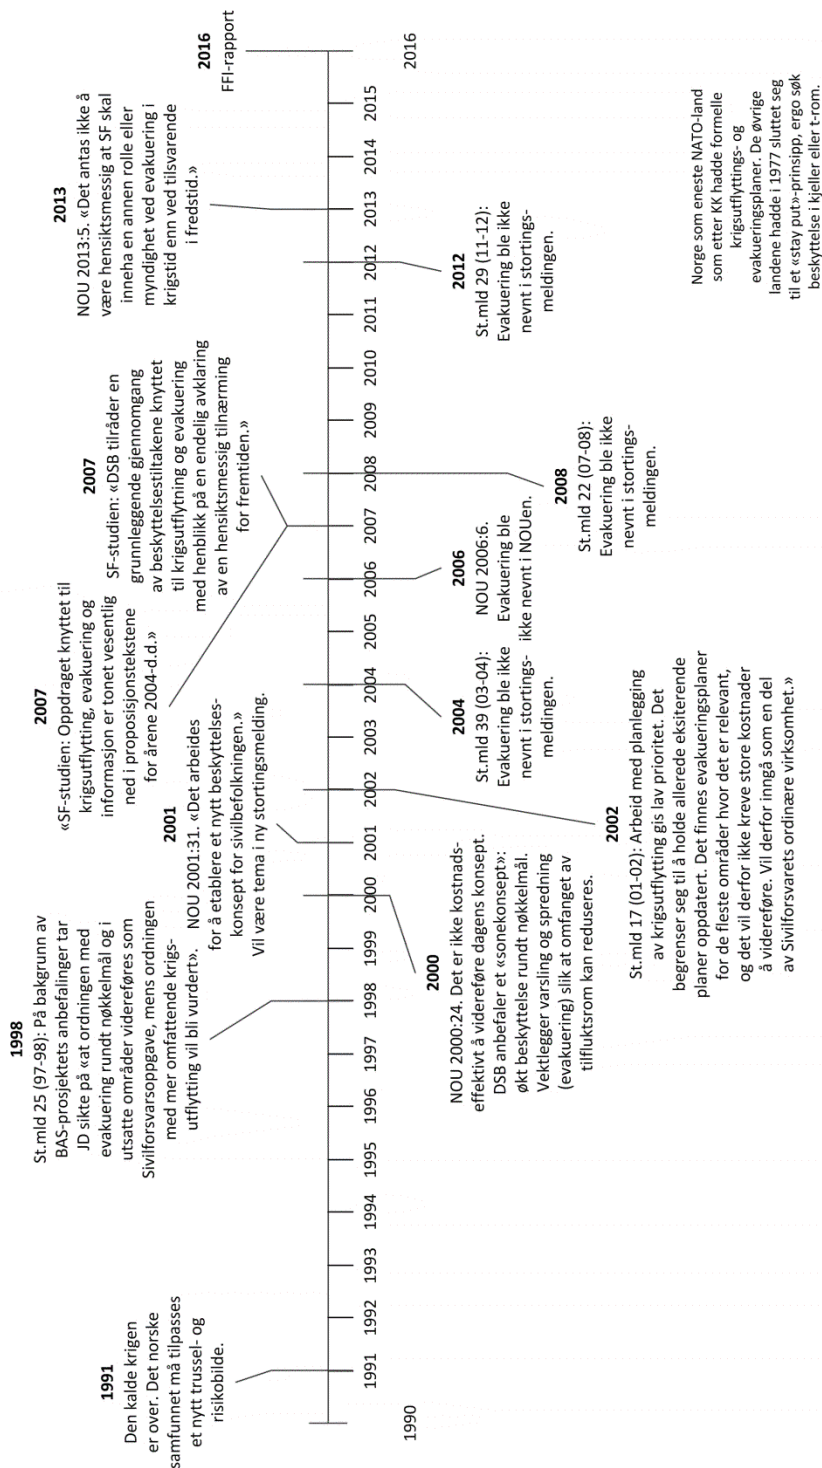 1991
Den kalde krigen
er over. Det norske
samfunnet må tilpasses
et nytt trussel- og
risikobilde.
1998
St.mld 25 (97-98): På bakgrunn av
BAS-prosjektets anbefalinger tar
JD sikte på «at ordningen med
evakuering rundt nøkkelmål og i
utsatte områder videreføres som
Sivilforsvarsoppgave, mens ordningen
med mer omfattende krigs-
utflytting vil bli vurdert».
2001
NOU 2001:31. «Det arbeides
for å etablere et nytt beskyttelses-
konsept for sivilbefolkningen.»
Vil være tema i ny stortingsmelding.
2007
«SF-studien: Oppdraget knyttet til
krigsutflytting, evakuering og
informasjon er tonet vesentlig
ned i proposisjonstekstene
for årene 2004-d.d.»
2007
SF-studien: «DSB tilråder en
grunnleggende gjennomgang
av beskyttelsestiltakene knyttet
til krigsutflytning og evakuering
med henblikk på en endelig avklaring
av en hensiktsmessig tilnærming
for fremtiden.»
2013
NOU 2013:5. «Det antas ikke å
være hensiktsmessig at SF skal
inneha en annen rolle eller
myndighet ved evakuering i
krigstid enn ved tilsvarende
i fredstid.»
2016
FFI-rapport
1990
1991
1992
1993
1994
1995
1996
1997
1998
1999
2000
2001
2002
2003
2004
2005
2006
2007
2008
2009
2010
2011
2012
2013
2014
2015
2016
2000
NOU 2000:24. Det er ikke kostnads-
effektivt å videreføre dagens konsept.
DSB anbefaler et «sonekonsept»:
økt beskyttelse rundt nøkkelmål.
Vektlegger varsling og spredning
(evakuering) slik at omfanget av
tilfluktsrom kan reduseres.
2002
St.mld 17 (01-02): Arbeid med planlegging
av krigsutflytting gis lav prioritet. Det
begrenser seg til å holde allerede eksiterende
planer oppdatert. Det finnes evakueringsplaner
for de fleste områder hvor det er relevant,
og det vil derfor ikke kreve store kostnader
å videreføre. Vil derfor inngå som en del
av Sivilforsvarets ordinære virksomhet.»
2004
St.mld 39 (03-04):
Evakuering ble ikke
nevnt i stortings-
meldingen.
2006
NOU 2006:6.
Evakuering ble
ikke nevnt i NOUen.
2008
St.mld 22 (07-08):
Evakuering ble ikke
nevnt i stortings-
meldingen.
2012
St.mld 29 (11-12):
Evakuering ble ikke
nevnt i stortings-
meldingen.
Norge som eneste NATO-land
som etter KK hadde formelle
krigsutflyttings- og
evakueringsplaner. De øvrige
landene hadde i 1977 sluttet seg
til et «stay put»-prinsipp, ergo søk
beskyttelse i kjeller eller t-rom.